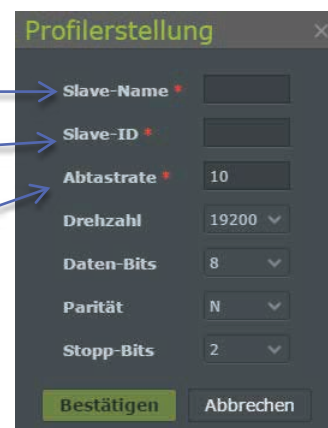 Profilerstellung ×
Slave-Name *
Slave-ID *
Abtastrate * 10
Drehzahl 19200
Daten-Bits 8
Parität N
Stopp-Bits 2
Bestätigen Abbrechen